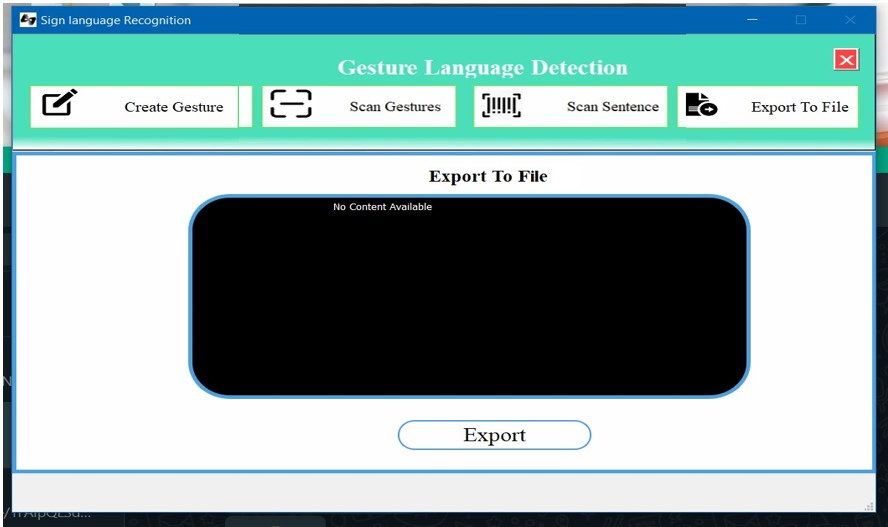 Sign language Recognition
Gesture Language Detection
Create Gesture
Scan Gestures
Scan Sentence
Export To File
Export To File
No Content Available
Export